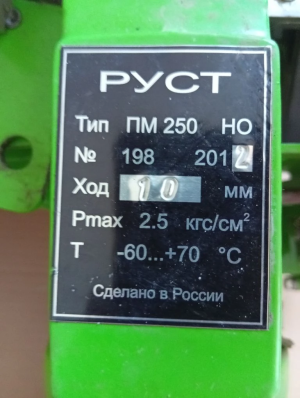 РУСТ
Тип ПМ 250 НО
№ 198 2012
Ход 10 мм
Рmax 2.5 кгс/см²
Т -60...+70 °С
Сделано в России